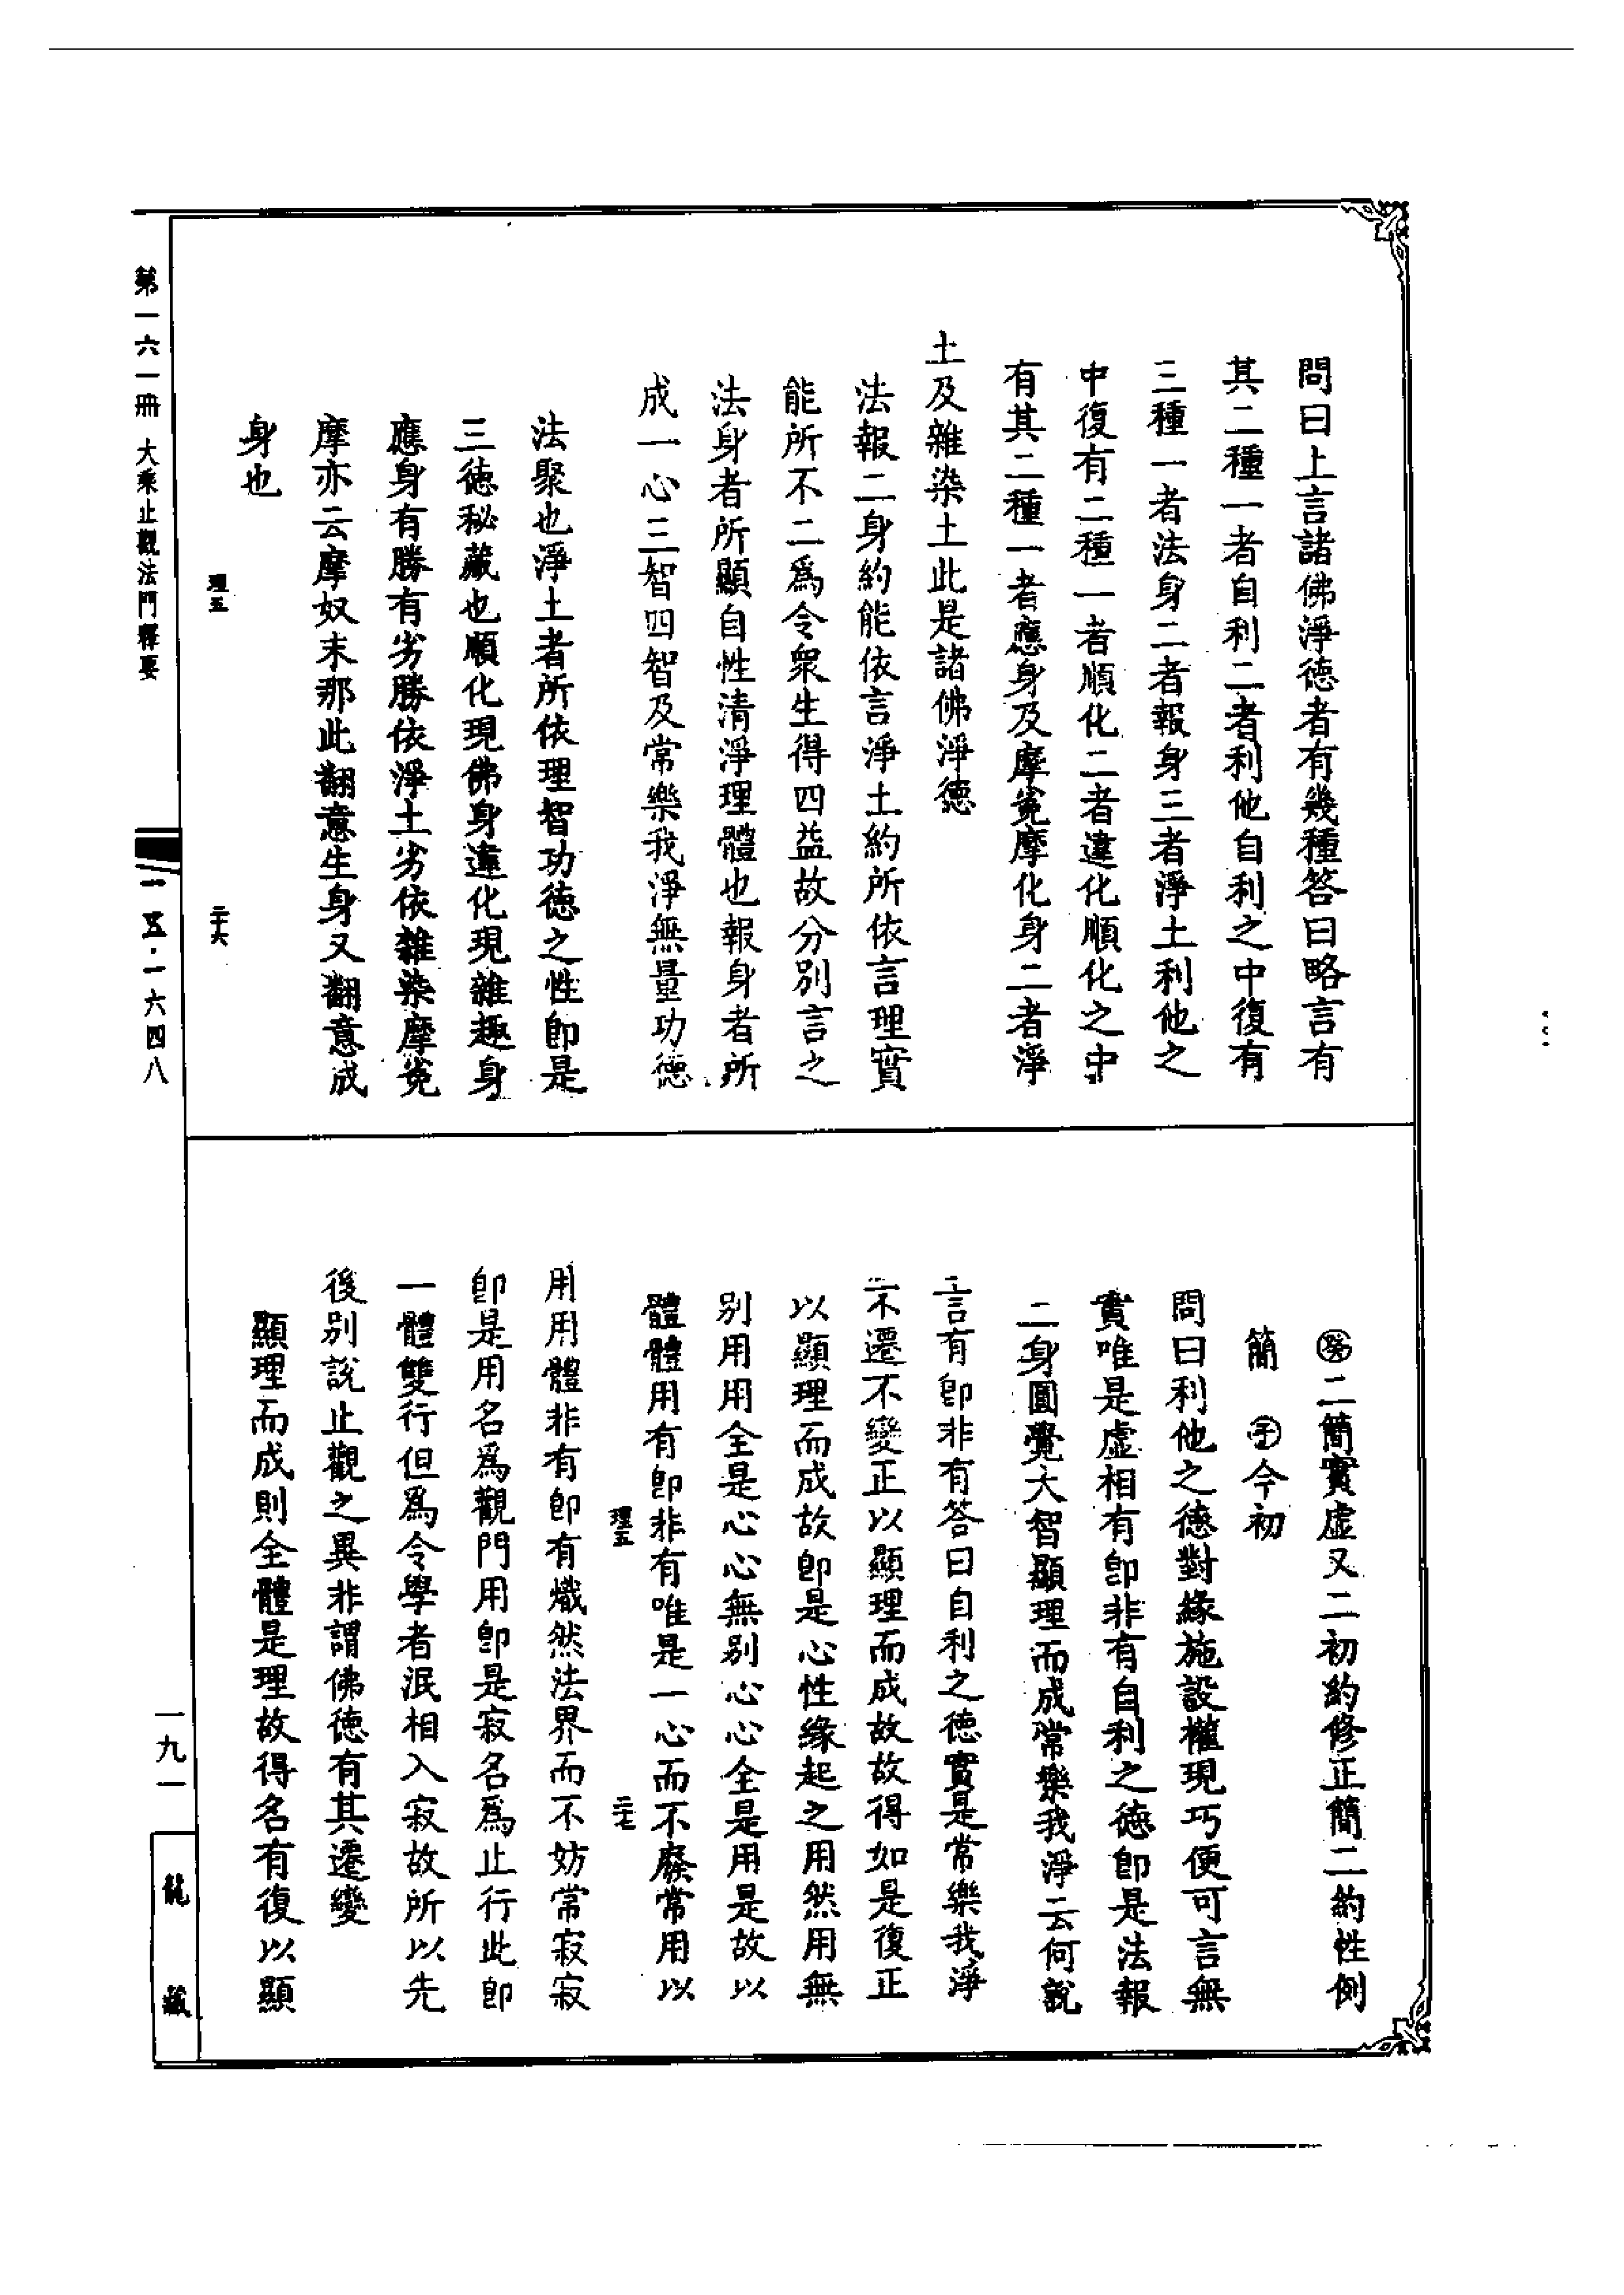 問曰上言諸佛淨德者有幾種答曰略言有
其二種一者自利二者利他自利之中復有
三種一者法身二者報身三者淨土利他之
中復有二種一者順化二者違化順化之中
有其二種一者應身及摩㝹摩化身二者淨
土及雜染土此是諸佛淨德
法報二身約能依言淨土約所依言理實
能所不二爲令衆生得四益故分別言之
法身者所顯自性清淨理體也報身者所
成一心三智四智及常樂我淨無量功德
法聚也淨土者所依理智功德之性卽是
三德秘藏也順化現佛身違化現雜趣身
應身有勝有劣勝依淨土劣依雜染摩㝹
摩亦云摩奴末那此翻意生身又翻意成
身也
理五
二十六
㊂二簡實虛又二初約修正簡二約性例
簡 ㊫今初
問曰利他之德對緣施設權現巧便可言無
實唯是虛相有卽非有自利之德卽是法報
二身圓覺大智顯理而成常樂我淨云何說
言有卽非有答曰自利之德實是常樂我淨
不遷不變正以顯理而成故故得如是復正
以顯理而成故卽是心性緣起之用然用無
別用用全是心心無別心心全是用是故以
體體用有卽非有唯是一心而不廢常用以
理五
二十七
用用體非有卽有熾然法界而不妨常寂寂
卽是用名爲觀門用卽是寂名爲止行此卽
一體雙行但爲令學者泯相入寂故所以先
後別說止觀之異非謂佛德有其遷變
顯理而成則全體是理故得名有復以顯
第一六一冊 大乘止觀法門釋要
一五·一六四八
一九一
龍藏